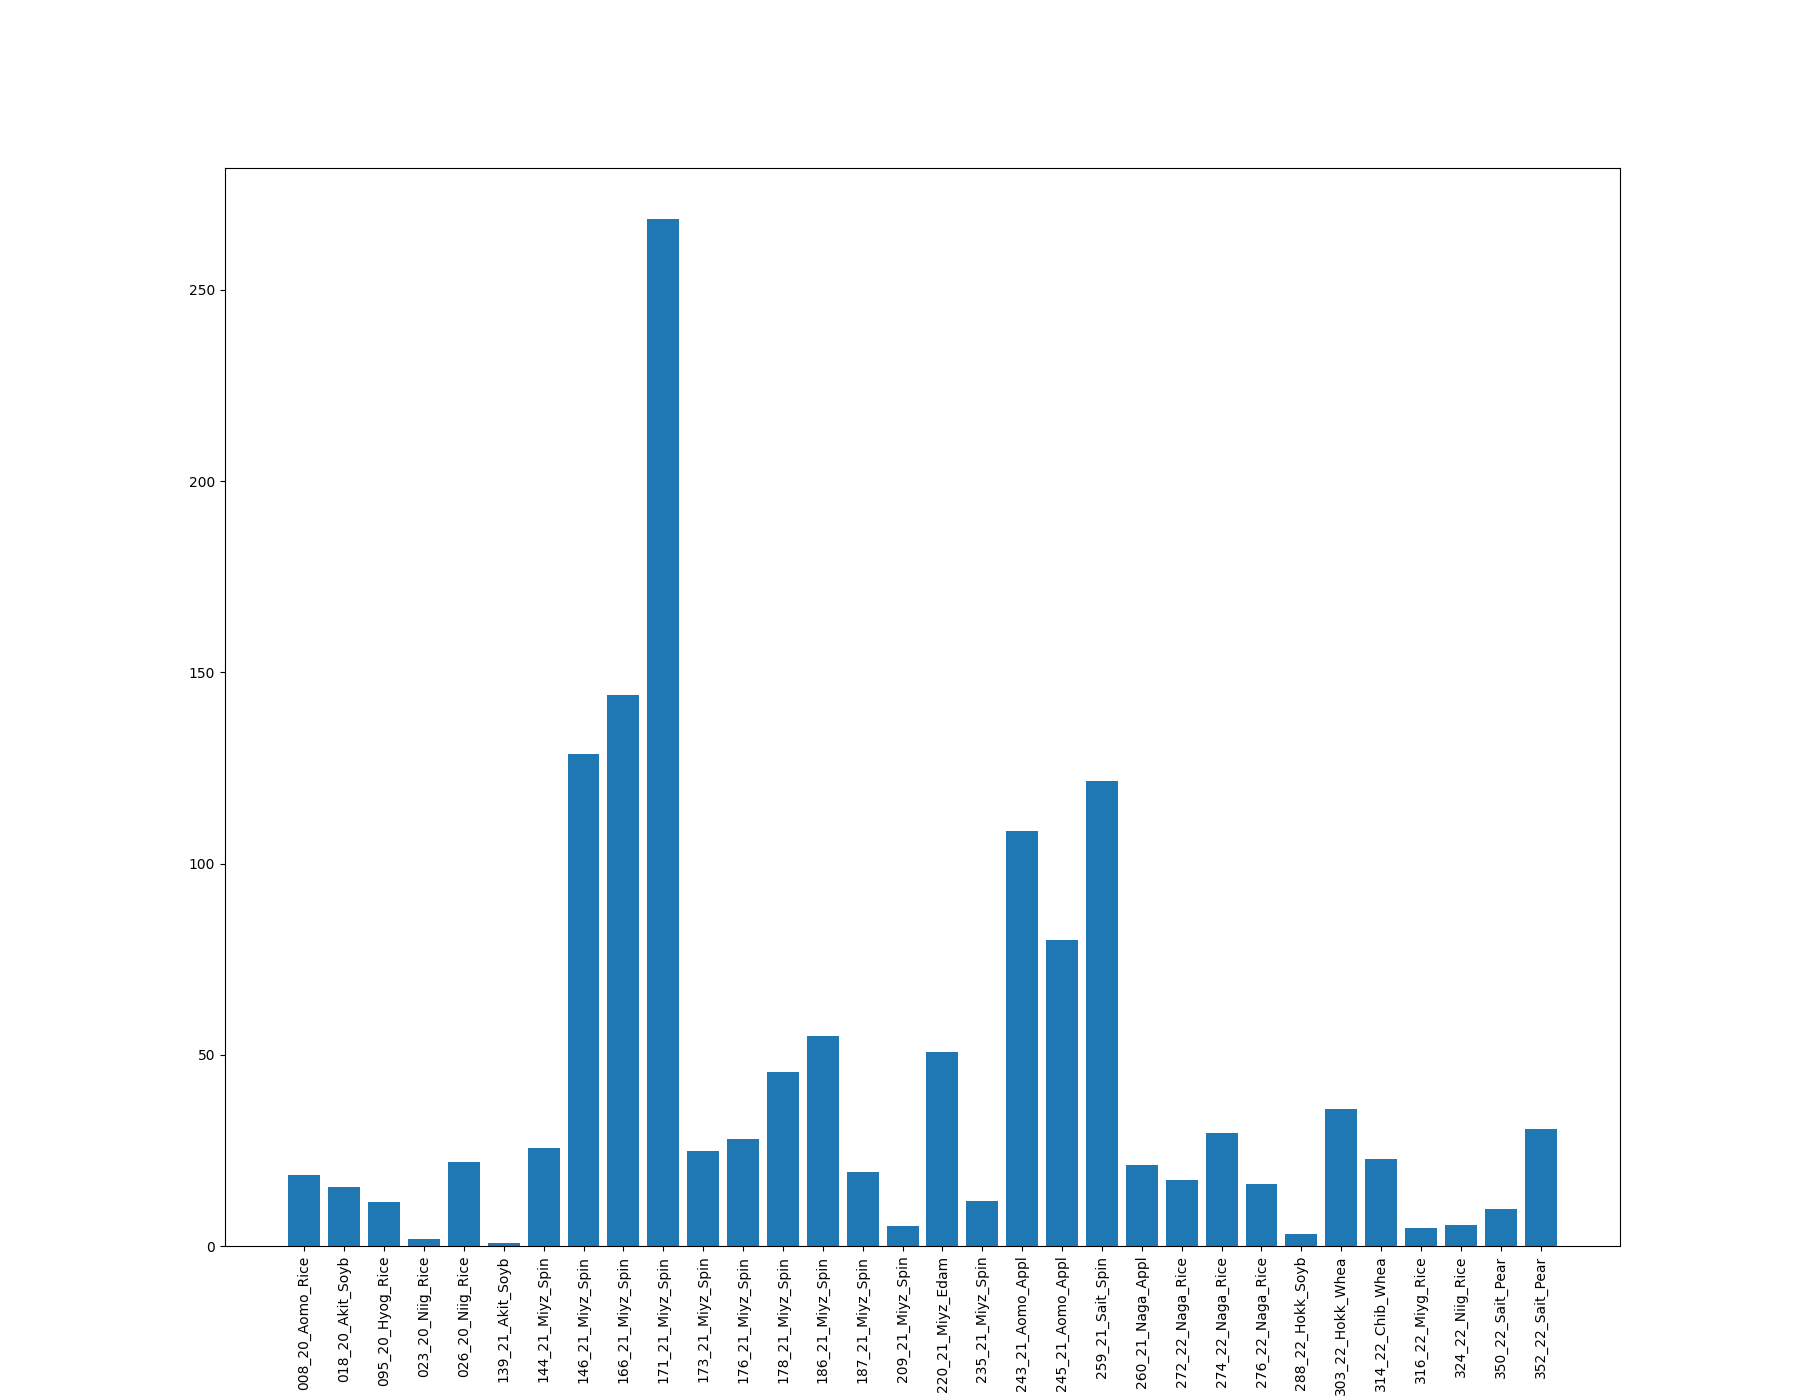 250
200
150
100
50
0
008_20_Aomo_Rice
018_20_Akit_Soyb
095_20_Hyog_Rice
023_20_Niig_Rice
026_20_Niig_Rice
139_21_Akit_Soyb
144_21_Miyz_Spin
146_21_Miyz_Spin
166_21_Miyz_Spin
171_21_Miyz_Spin
173_21_Miyz_Spin
176_21_Miyz_Spin
178_21_Miyz_Spin
186_21_Miyz_Spin
187_21_Miyz_Spin
209_21_Miyz_Spin
220_21_Miyz_Edam
235_21_Miyz_Spin
243_21_Aomo_Appl
245_21_Aomo_Appl
259_21_Sait_Spin
260_21_Naga_Appl
272_22_Naga_Rice
274_22_Naga_Rice
276_22_Naga_Rice
288_22_Hokk_Soyb
303_22_Hokk_Whea
314_22_Chib_Whea
316_22_Miyg_Rice
324_22_Niig_Rice
350_22_Sait_Pear
352_22_Sait_Pear